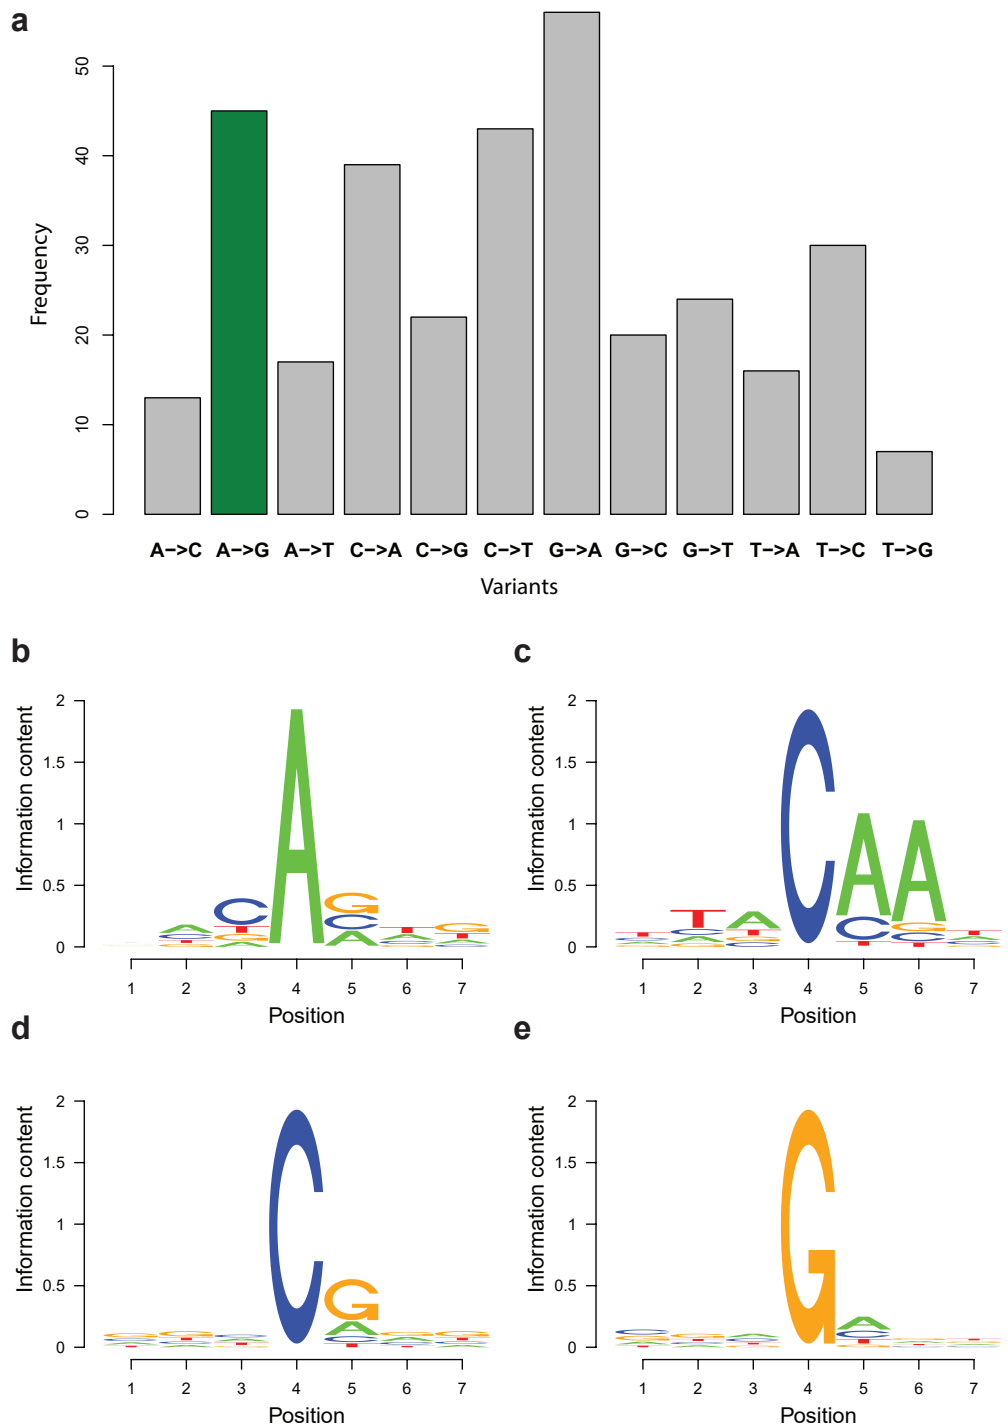 a
50
40
30
20
10
0
Frequency
A->C A->G A->T C->A C->G C->T G->A G->C G->T T->A T->C T->G
Variants
b
2
1.5
1
0.5
0
Information content
A
C
T
G
A
C
T
G
A
A
G
C
A
T
A
C
G
G
T
A
1 2 3 4 5 6 7
Position
c
2
1.5
1
0.5
0
Information content
T
T
C
A
G
A
T
G
C
C
A
C
T
A
G
C
T
T
A
1 2 3 4 5 6 7
Position
d
2
1.5
1
0.5
0
Information content
C
G
A
C
T
1 2 3 4 5 6 7
Position
e
2
1.5
1
0.5
0
Information content
G
A
C
T
1 2 3 4 5 6 7
Position